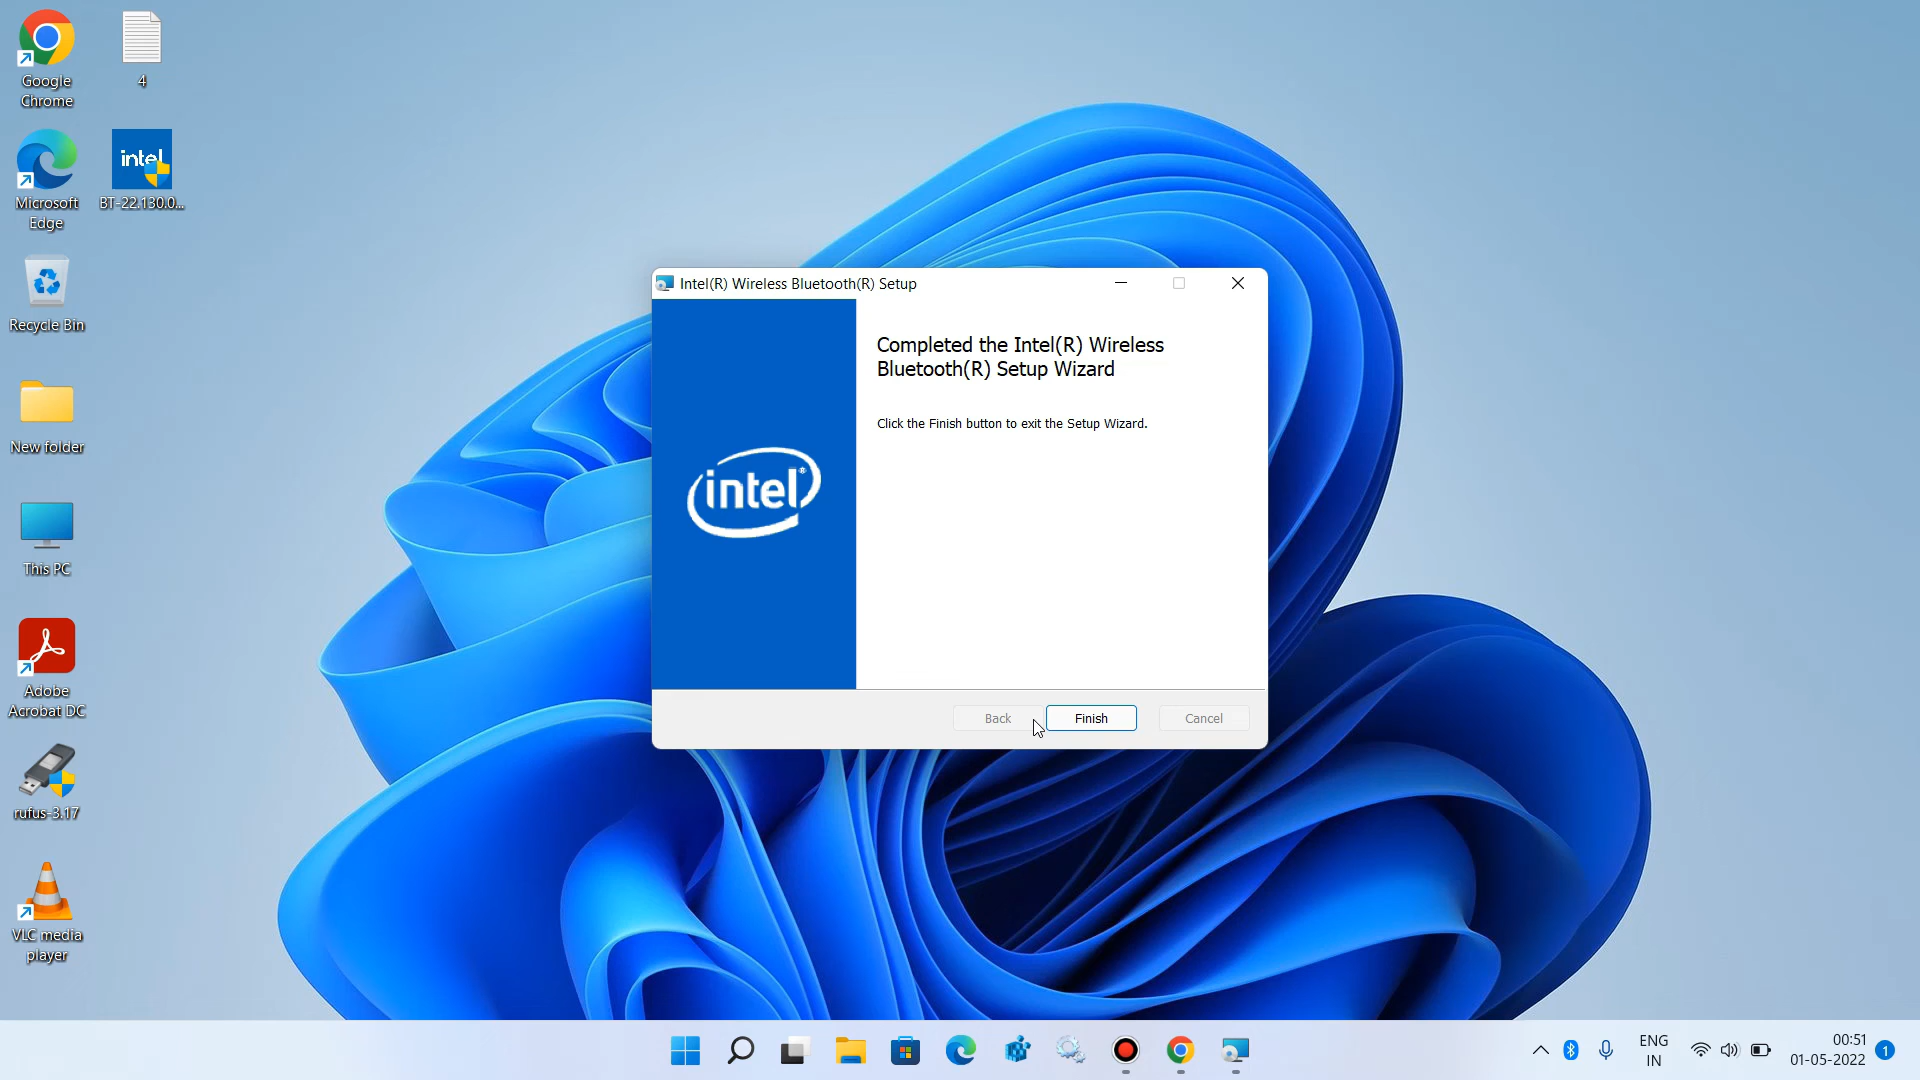 Google
Chrome
4
Microsoft
Edge
intel
BT-22.130.0...
Recycle Bin
New folder
This PC
Adobe
Acrobat DC
rufus-3.17
VLC media
player
Intel(R) Wireless Bluetooth(R) Setup
Completed the Intel(R) Wireless
Bluetooth(R) Setup Wizard
Click the Finish button to exit the Setup Wizard.
intel®
Back
Finish
Cancel
ENG
IN
00:51
01-05-2022
1